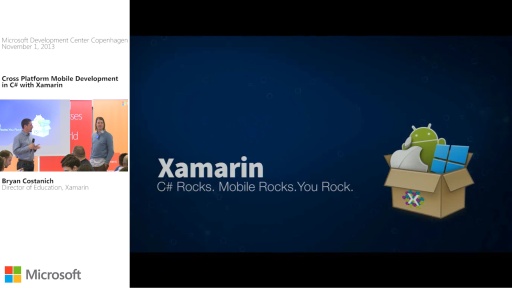 Microsoft Development Center Copenhagen
November 1, 2013
Cross Platform Mobile Development
in C# with Xamarin
Bryan Costanich
Director of Education, Xamarin
Microsoft
Xamarin
C# Rocks. Mobile Rocks.You Rock.